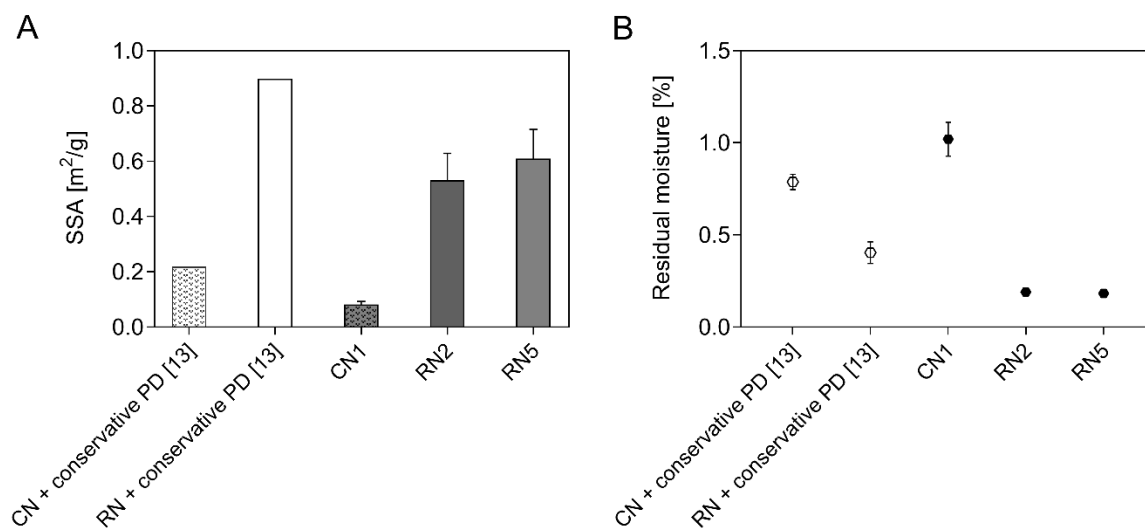 A
SSA [m²/g]
1.0
0.8
0.6
0.4
0.2
0.0
CN + conservative PD [13]
RN + conservative PD [13]
CN1
RN2
RN5
B
Residual moisture [%]
1.5
1.0
0.5
0.0
CN + conservative PD [13]
RN + conservative PD [13]
CN1
RN2
RN5